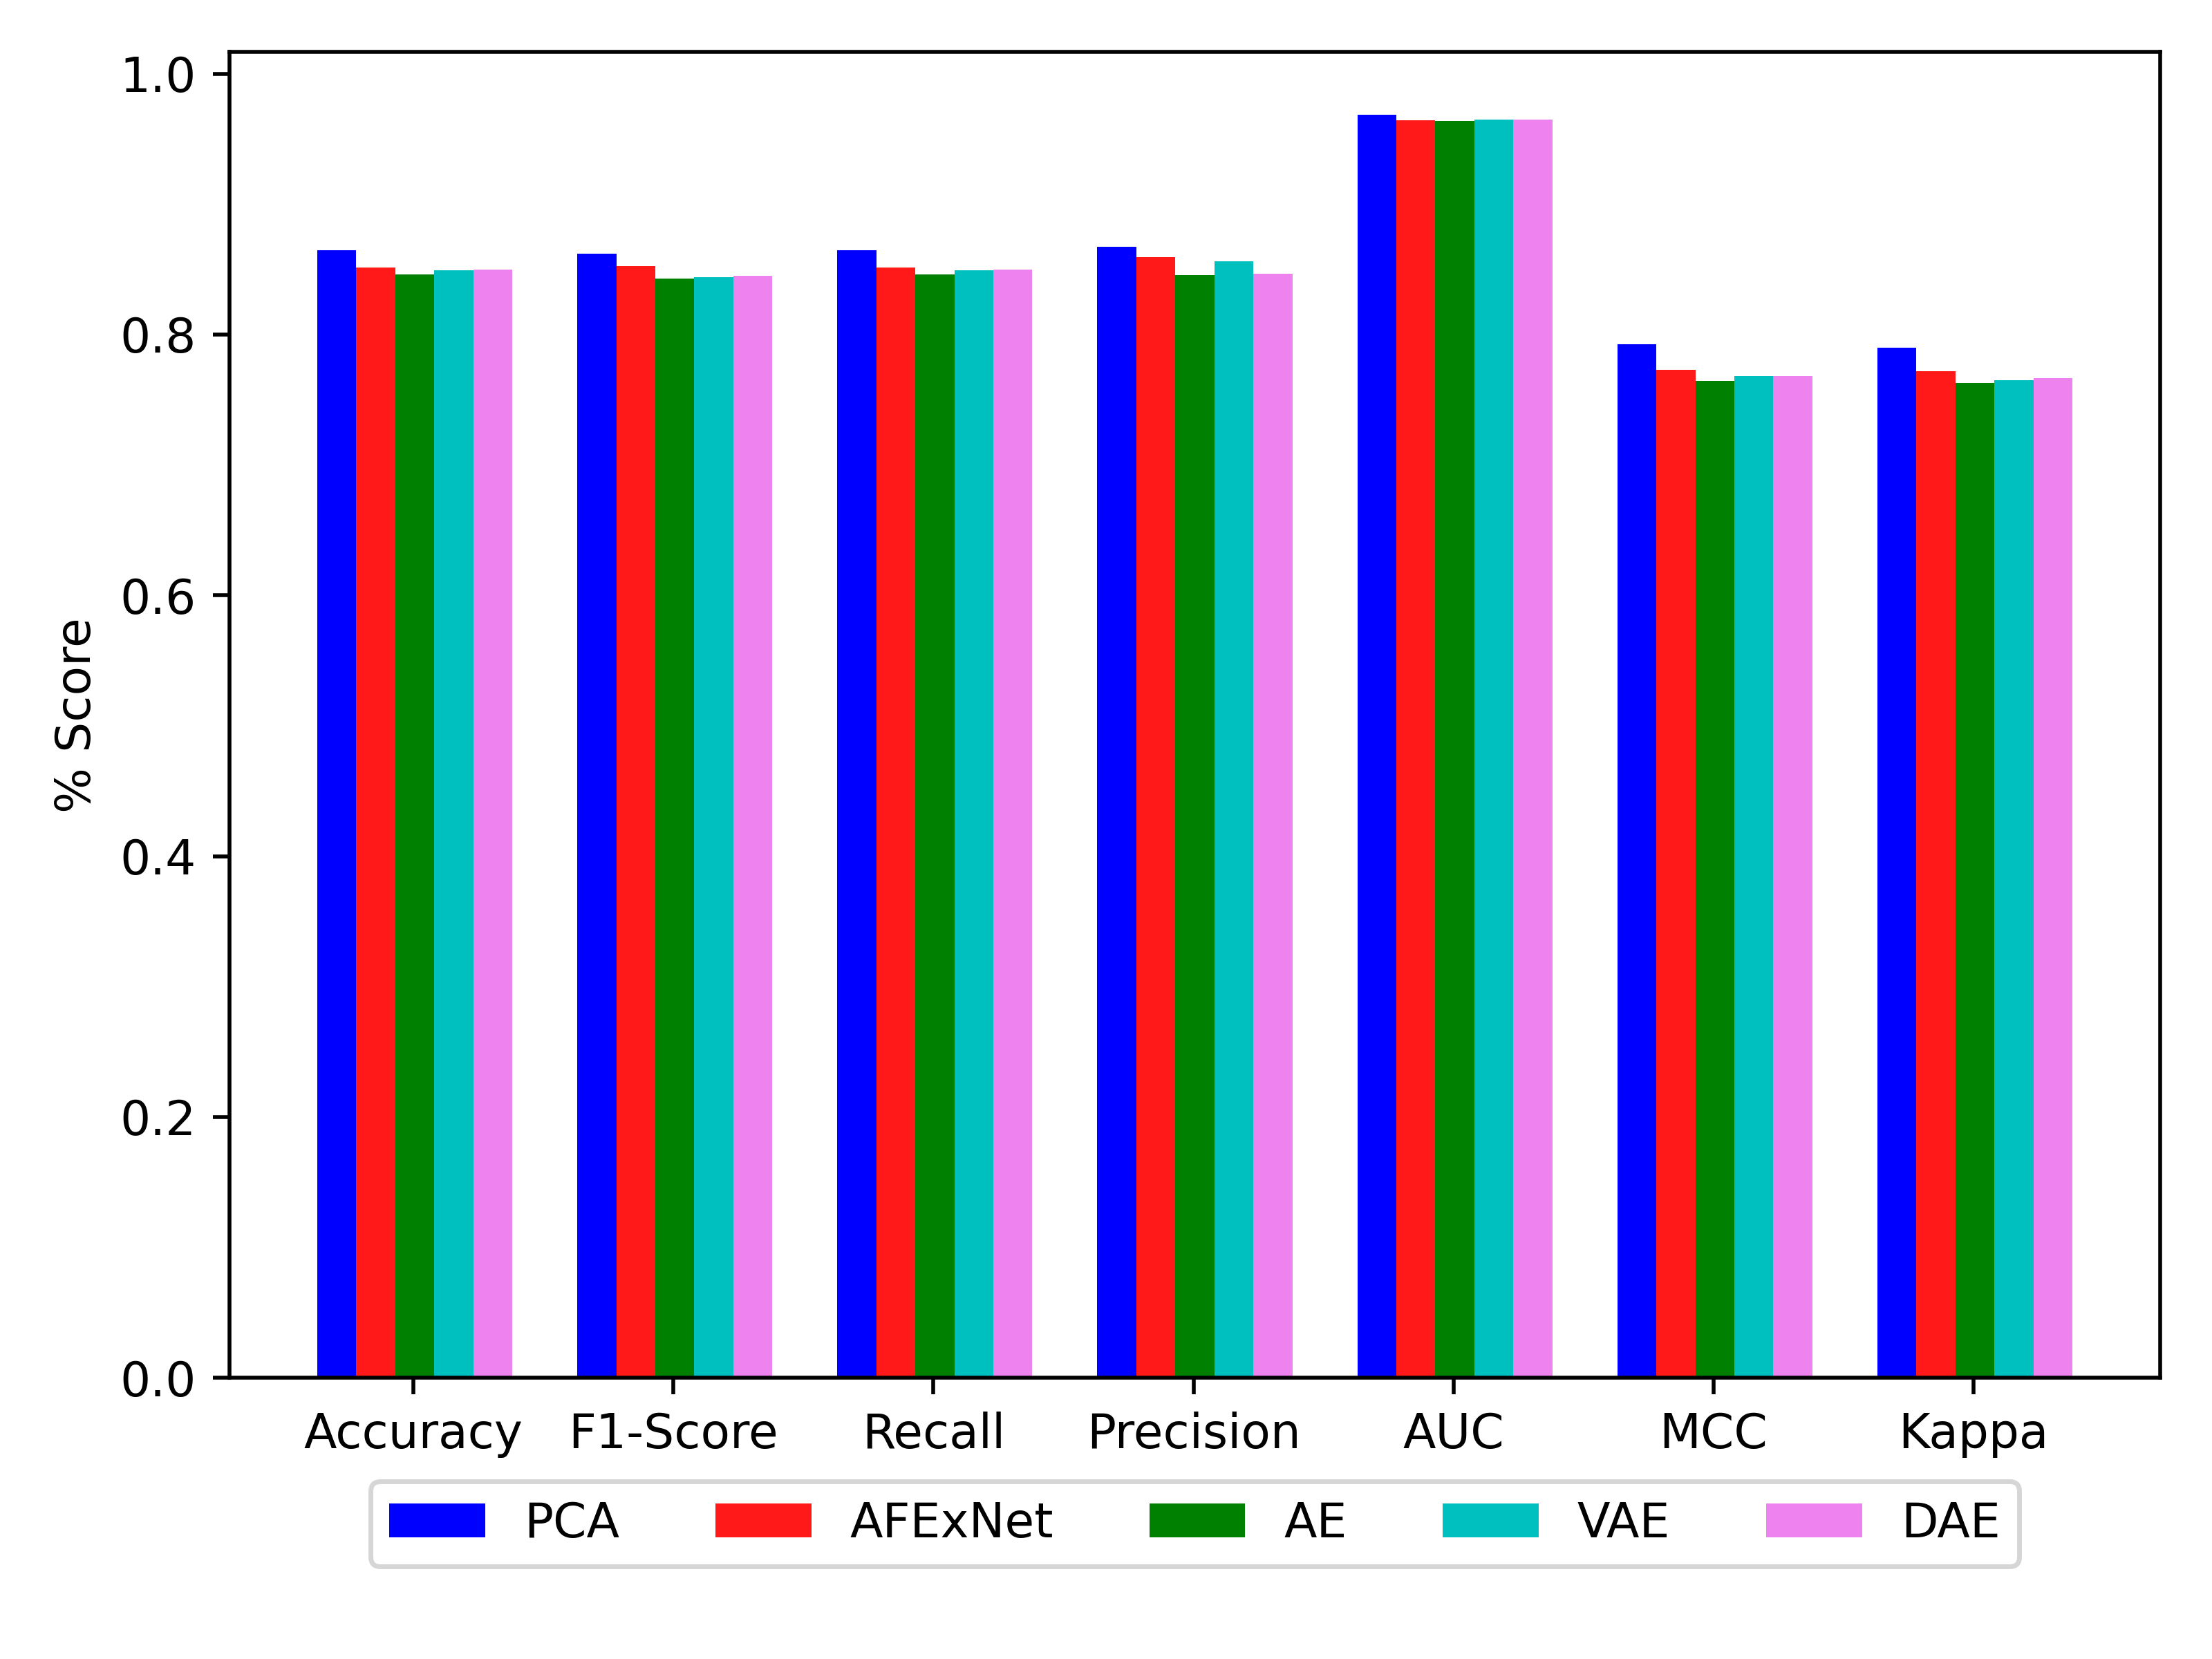 1.0
0.8
0.6
0.4
0.2
0.0
% Score
Accuracy F1-Score Recall Precision AUC MCC Kappa
PCA AFExNet AE VAE DAE